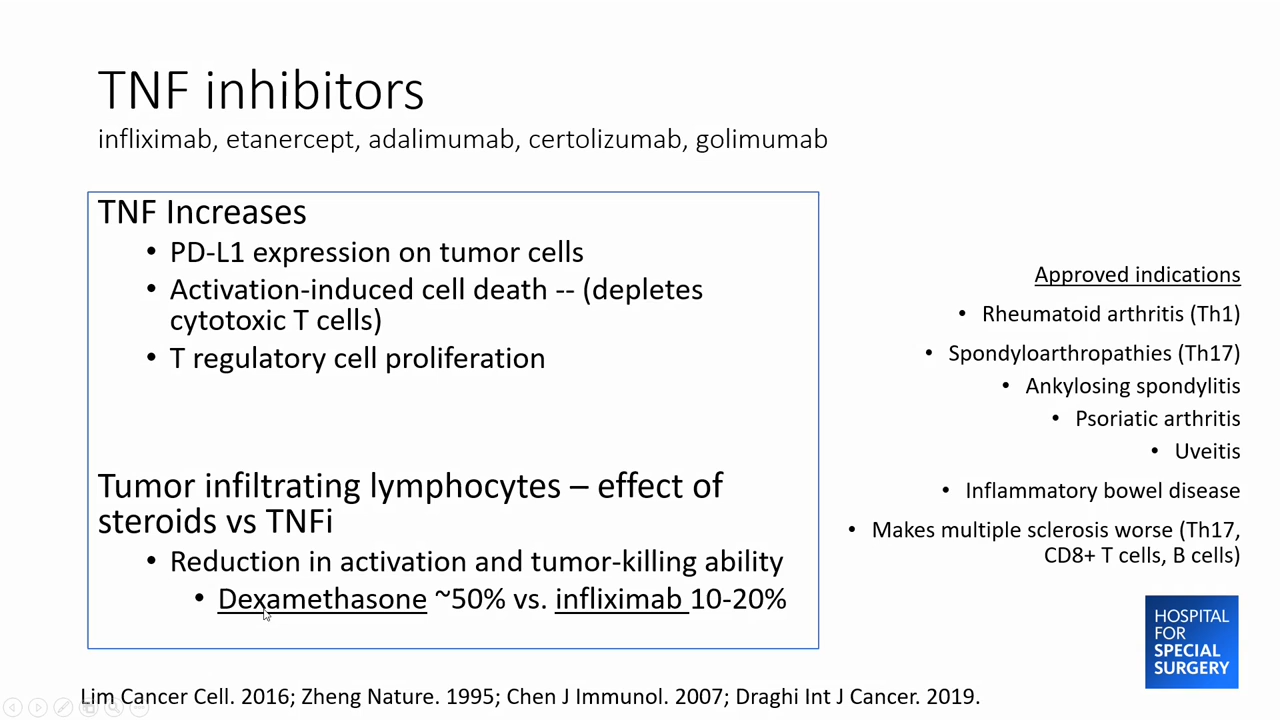 TNF inhibitors
infliximab, etanercept, adalimumab, certolizumab, golimumab
TNF Increases
• PD-L1 expression on tumor cells
• Activation-induced cell death -- (depletes
cytotoxic T cells)
• T regulatory cell proliferation
Tumor infiltrating lymphocytes – effect of
steroids vs TNFi
• Reduction in activation and tumor-killing ability
• Dexamethasone ~50% vs. infliximab 10-20%
Approved indications
• Rheumatoid arthritis (Th1)
• Spondyloarthropathies (Th17)
• Ankylosing spondylitis
• Psoriatic arthritis
• Uveitis
• Inflammatory bowel disease
• Makes multiple sclerosis worse (Th17,
CD8+ T cells, B cells)
HOSPITAL
FOR
SPECIAL
SURGERY
Lim Cancer Cell. 2016; Zheng Nature. 1995; Chen J Immunol. 2007; Draghi Int J Cancer. 2019.